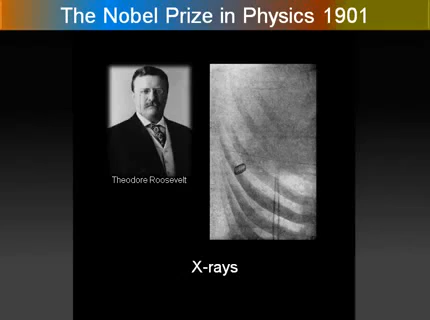 The Nobel Prize in Physics 1901
Theodore Roosevelt
X-rays